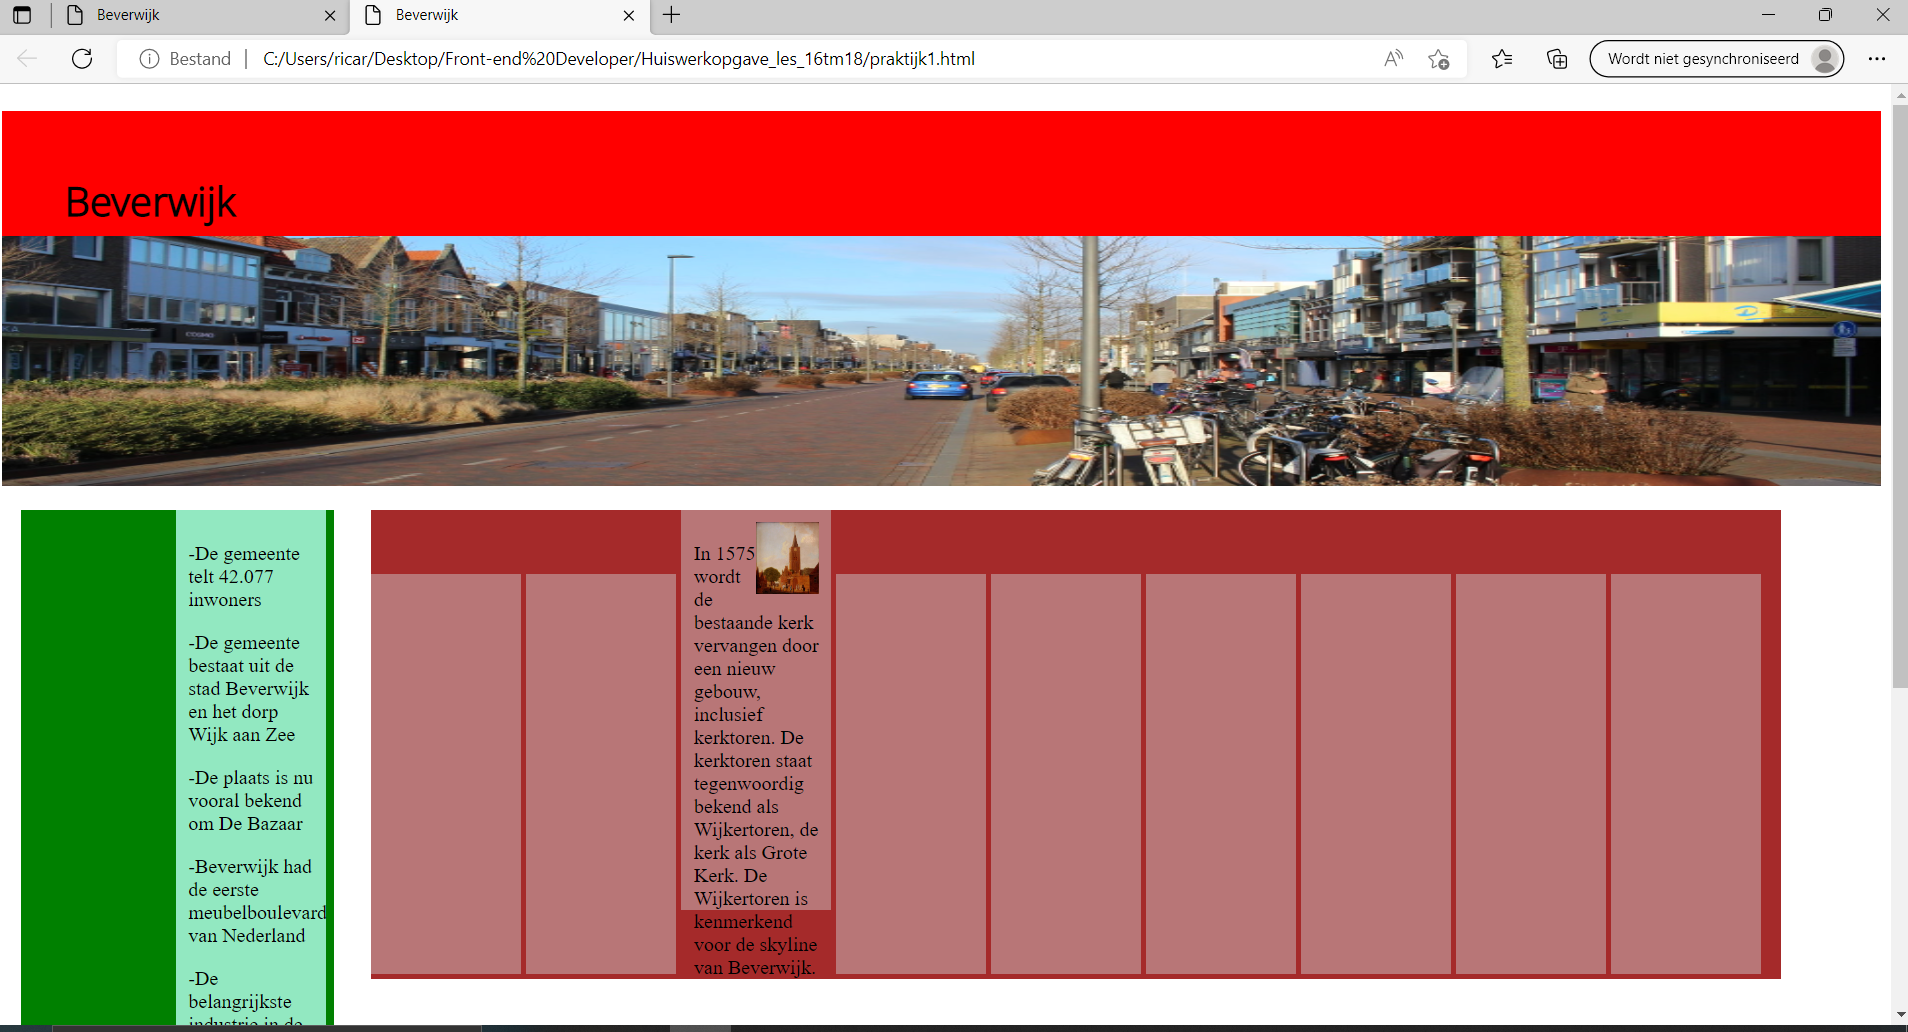 Beverwijk
Beverwijk
Bestand
C:/Users/ricar/Desktop/Front-end%20Developer/Huiswerkopgave_les_16tm18/praktijk1.html
Wordt niet gesynchroniseerd
Beverwijk
COSMO
-De gemeente
telt 42.077
inwoners
-De gemeente
bestaat uit de
stad Beverwijk
en het dorp
Wijk aan Zee
-De plaats is nu
vooral bekend
om De Bazaar
-Beverwijk had
de eerste
meubelboulevard
van Nederland
-De
belangrijkste
industrie in de
In 1575
wordt
de
bestaande kerk
vervangen door
een nieuw
gebouw,
inclusief
kerktoren. De
kerktoren staat
tegenwoordig
bekend als
Wijkertoren, de
kerk als Grote
Kerk. De
Wijkertoren is
kenmerkend
voor de skyline
van Beverwijk.